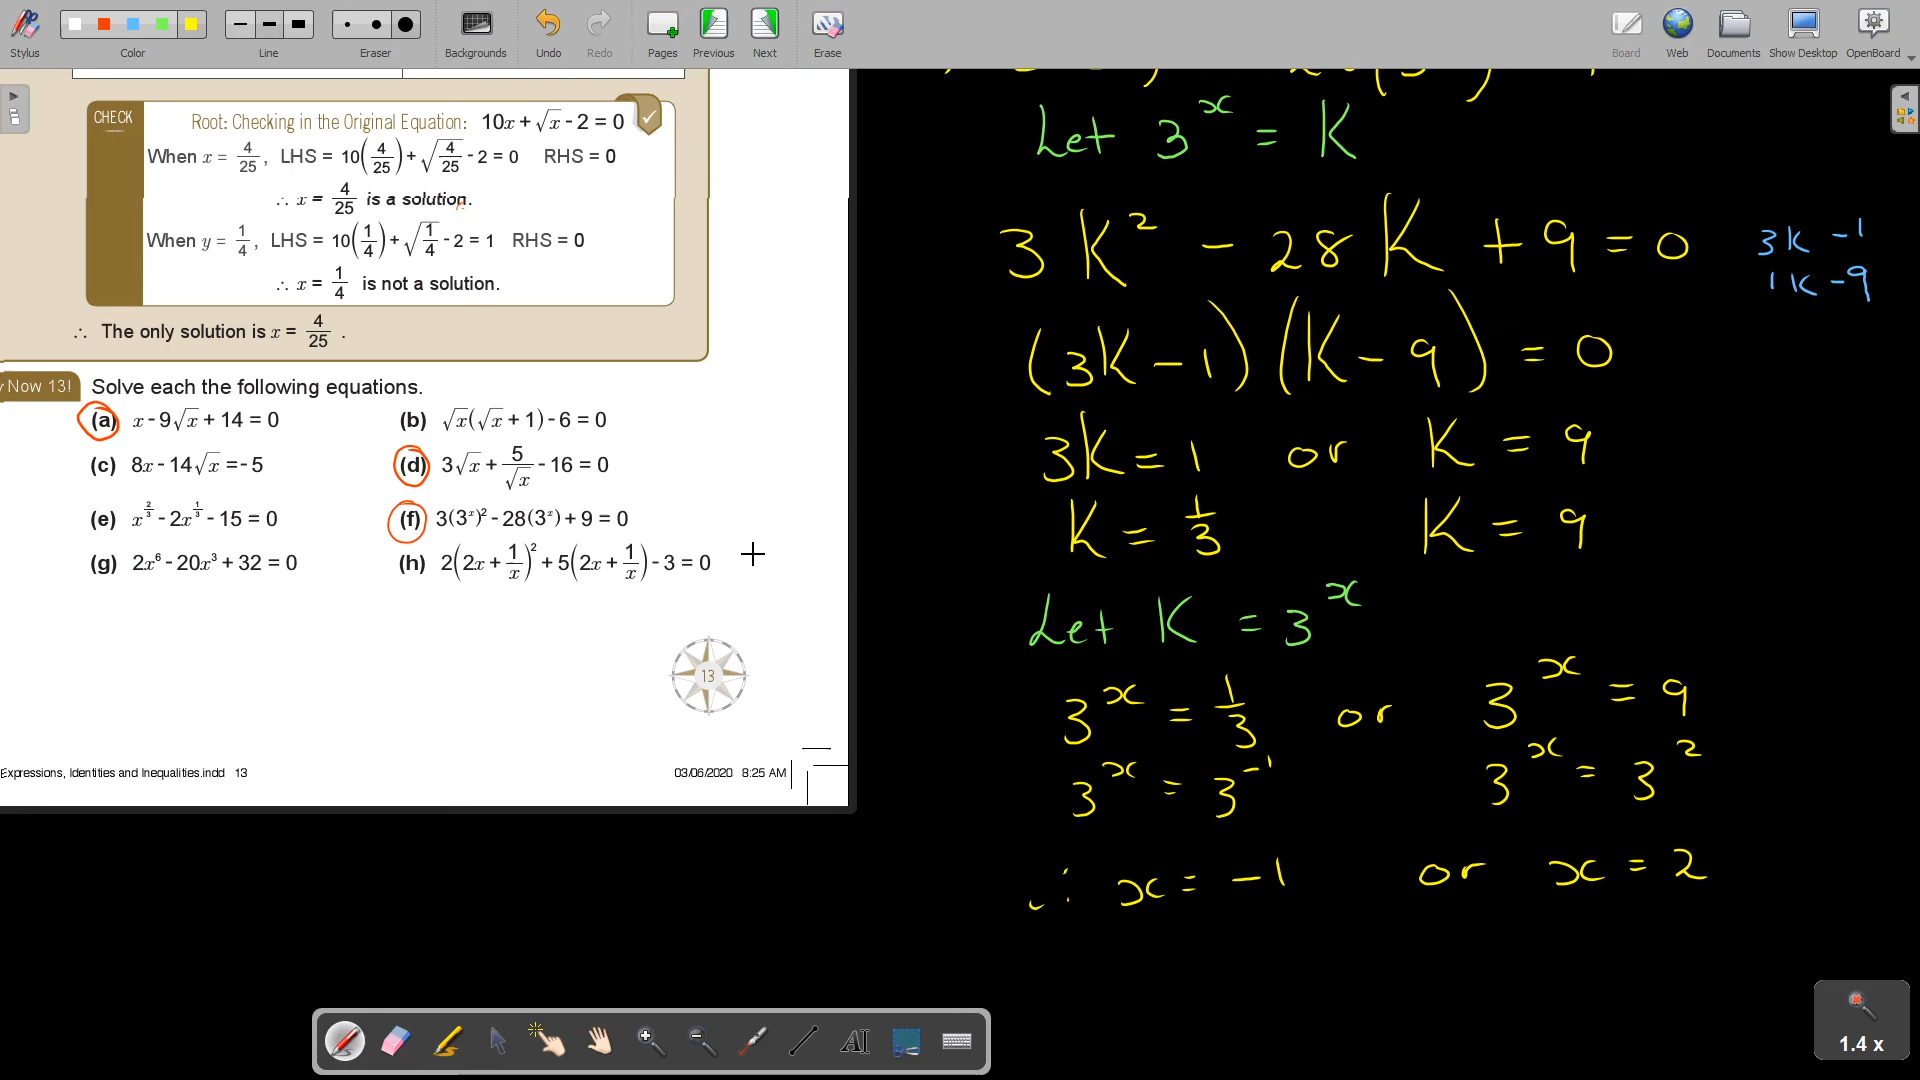 Stylus Color Line Eraser Backgrounds Undo Redo Pages Previous Next Erase Board Web Documents Show Desktop OpenBoard
CHECK
Root: Checking in the Original Equation: 10x + √x - 2 = 0
When x = 4/25, LHS = 10(4/25) + √(4/25) - 2 = 0 RHS = 0
∴ x = 4/25 is a solution.
When y = 1/4, LHS = 10(1/4) + √(1/4) - 2 = 1 RHS = 0
∴ x = 1/4 is not a solution.
∴ The only solution is x = 4/25 .
y Now 13! Solve each the following equations.
(a) x - 9√x + 14 = 0 (b) √x(√x + 1) - 6 = 0
(c) 8x - 14√x = - 5 (d) 3√x + 5/√x - 16 = 0
(e) x^(2/3) - 2x^(1/3) - 15 = 0 (f) 3(3^x)² - 28(3^x) + 9 = 0
(g) 2x⁶ - 20x³ + 32 = 0 (h) 2(2x + 1/x)² + 5(2x + 1/x) - 3 = 0
13
Expressions, Identities and Inequalities.indd 13 03/06/2020 8:25 AM
Let 3^x = K
3K² - 28K + 9 = 0
3K -1
1K -9
(3K - 1)(K - 9) = 0
3K = 1 or K = 9
K = 1/3 K = 9
Let K = 3^x
3^x = 1/3 or 3^x = 9
3^x = 3^-1 3^x = 3^2
∴ x = -1 or x = 2
1.4 x